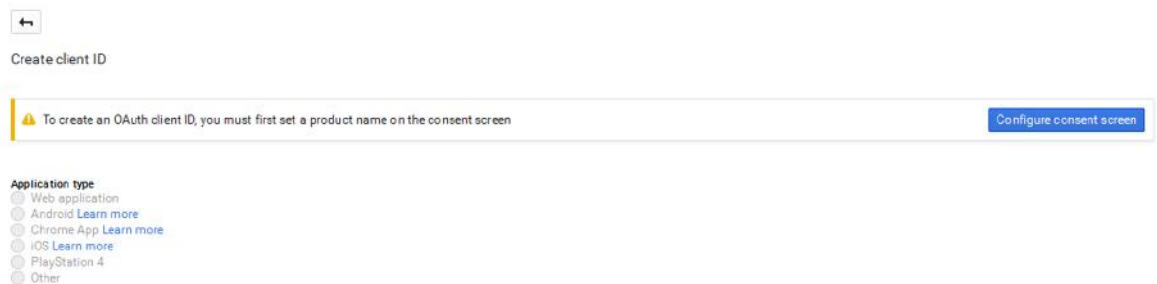 Create client ID
To create an OAuth client ID, you must first set a product name on the consent screen
Configure consent screen
Application type
Web application
Android Learn more
Chrome App Learn more
iOS Learn more
PlayStation 4
Other